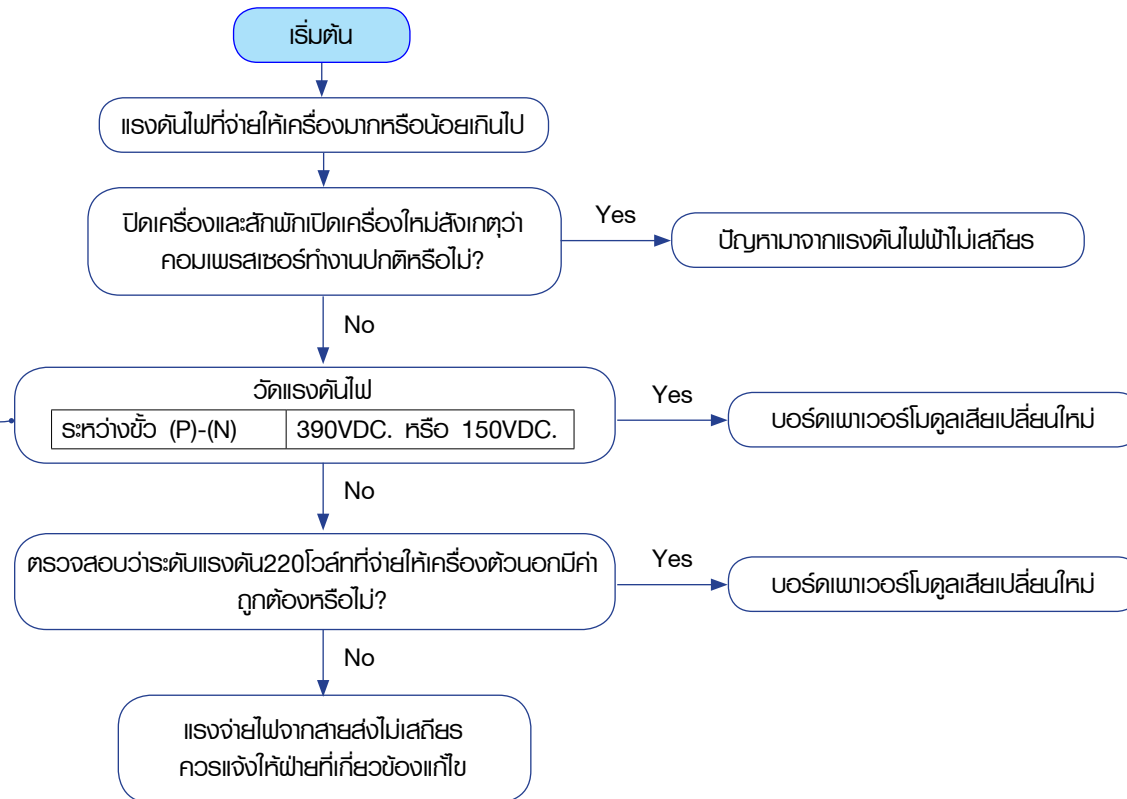 เริ่มต้น
แรงดันไฟที่จ่ายให้เครื่องมากหรือน้อยเกินไป
ปิดเครื่องและสักพักเปิดเครื่องใหม่สังเกตุว่า
คอมเพรสเซอร์ทำงานปกติหรือไม่?
Yes
ปัญหามาจากแรงดันไฟฟ้าไม่เสถียร
No
วัดแรงดันไฟ
ระหว่างขั้ว (P)-(N) 390VDC. หรือ 150VDC.
Yes
บอร์ดเพาเวอร์โมดูลเสียเปลี่ยนใหม่
No
ตรวจสอบว่าระดับแรงดัน220โวล์ทที่จ่ายให้เครื่องตัวนอกมีค่า
ถูกต้องหรือไม่?
Yes
บอร์ดเพาเวอร์โมดูลเสียเปลี่ยนใหม่
No
แรงจ่ายไฟจากสายส่งไม่เสถียร
ควรแจ้งให้ฝ่ายที่เกี่ยวข้องแก้ไข